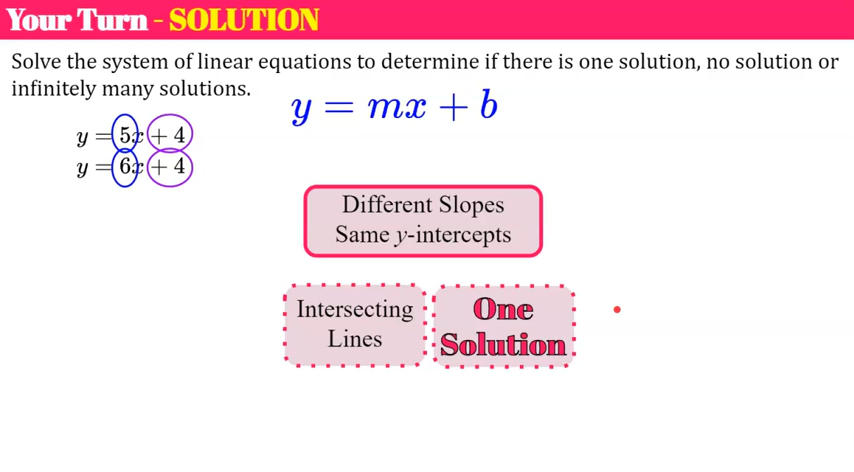 Your Turn - SOLUTION
Solve the system of linear equations to determine if there is one solution, no solution or
infinitely many solutions.
y = mx + b
y = 5x + 4
y = 6x + 4
Different Slopes
Same y-intercepts
Intersecting
Lines
One
Solution